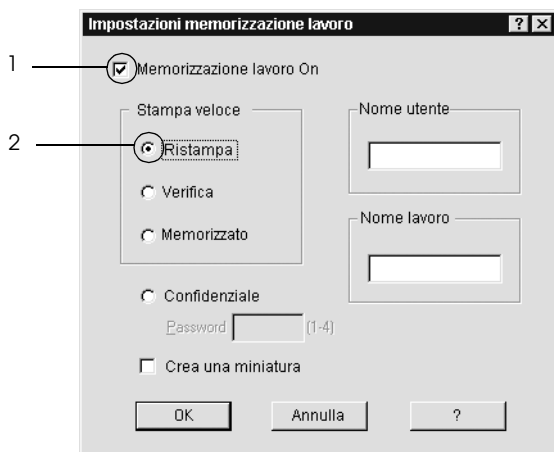 Impostazioni memorizzazione lavoro ? X
1
Memorizzazione lavoro On
Stampa veloce
2
Ristampa
Verifica
Memorizzato
Nome utente
Nome lavoro
Confidenziale
Password (1-4)
Crea una miniatura
OK Annulla ?